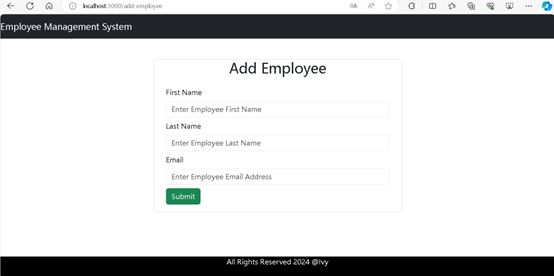 localhost:3000/add-employee
Employee Management System
Add Employee
First Name
Enter Employee First Name
Last Name
Enter Employee Last Name
Email
Enter Employee Email Address
Submit
All Rights Reserved 2024 @Ivy